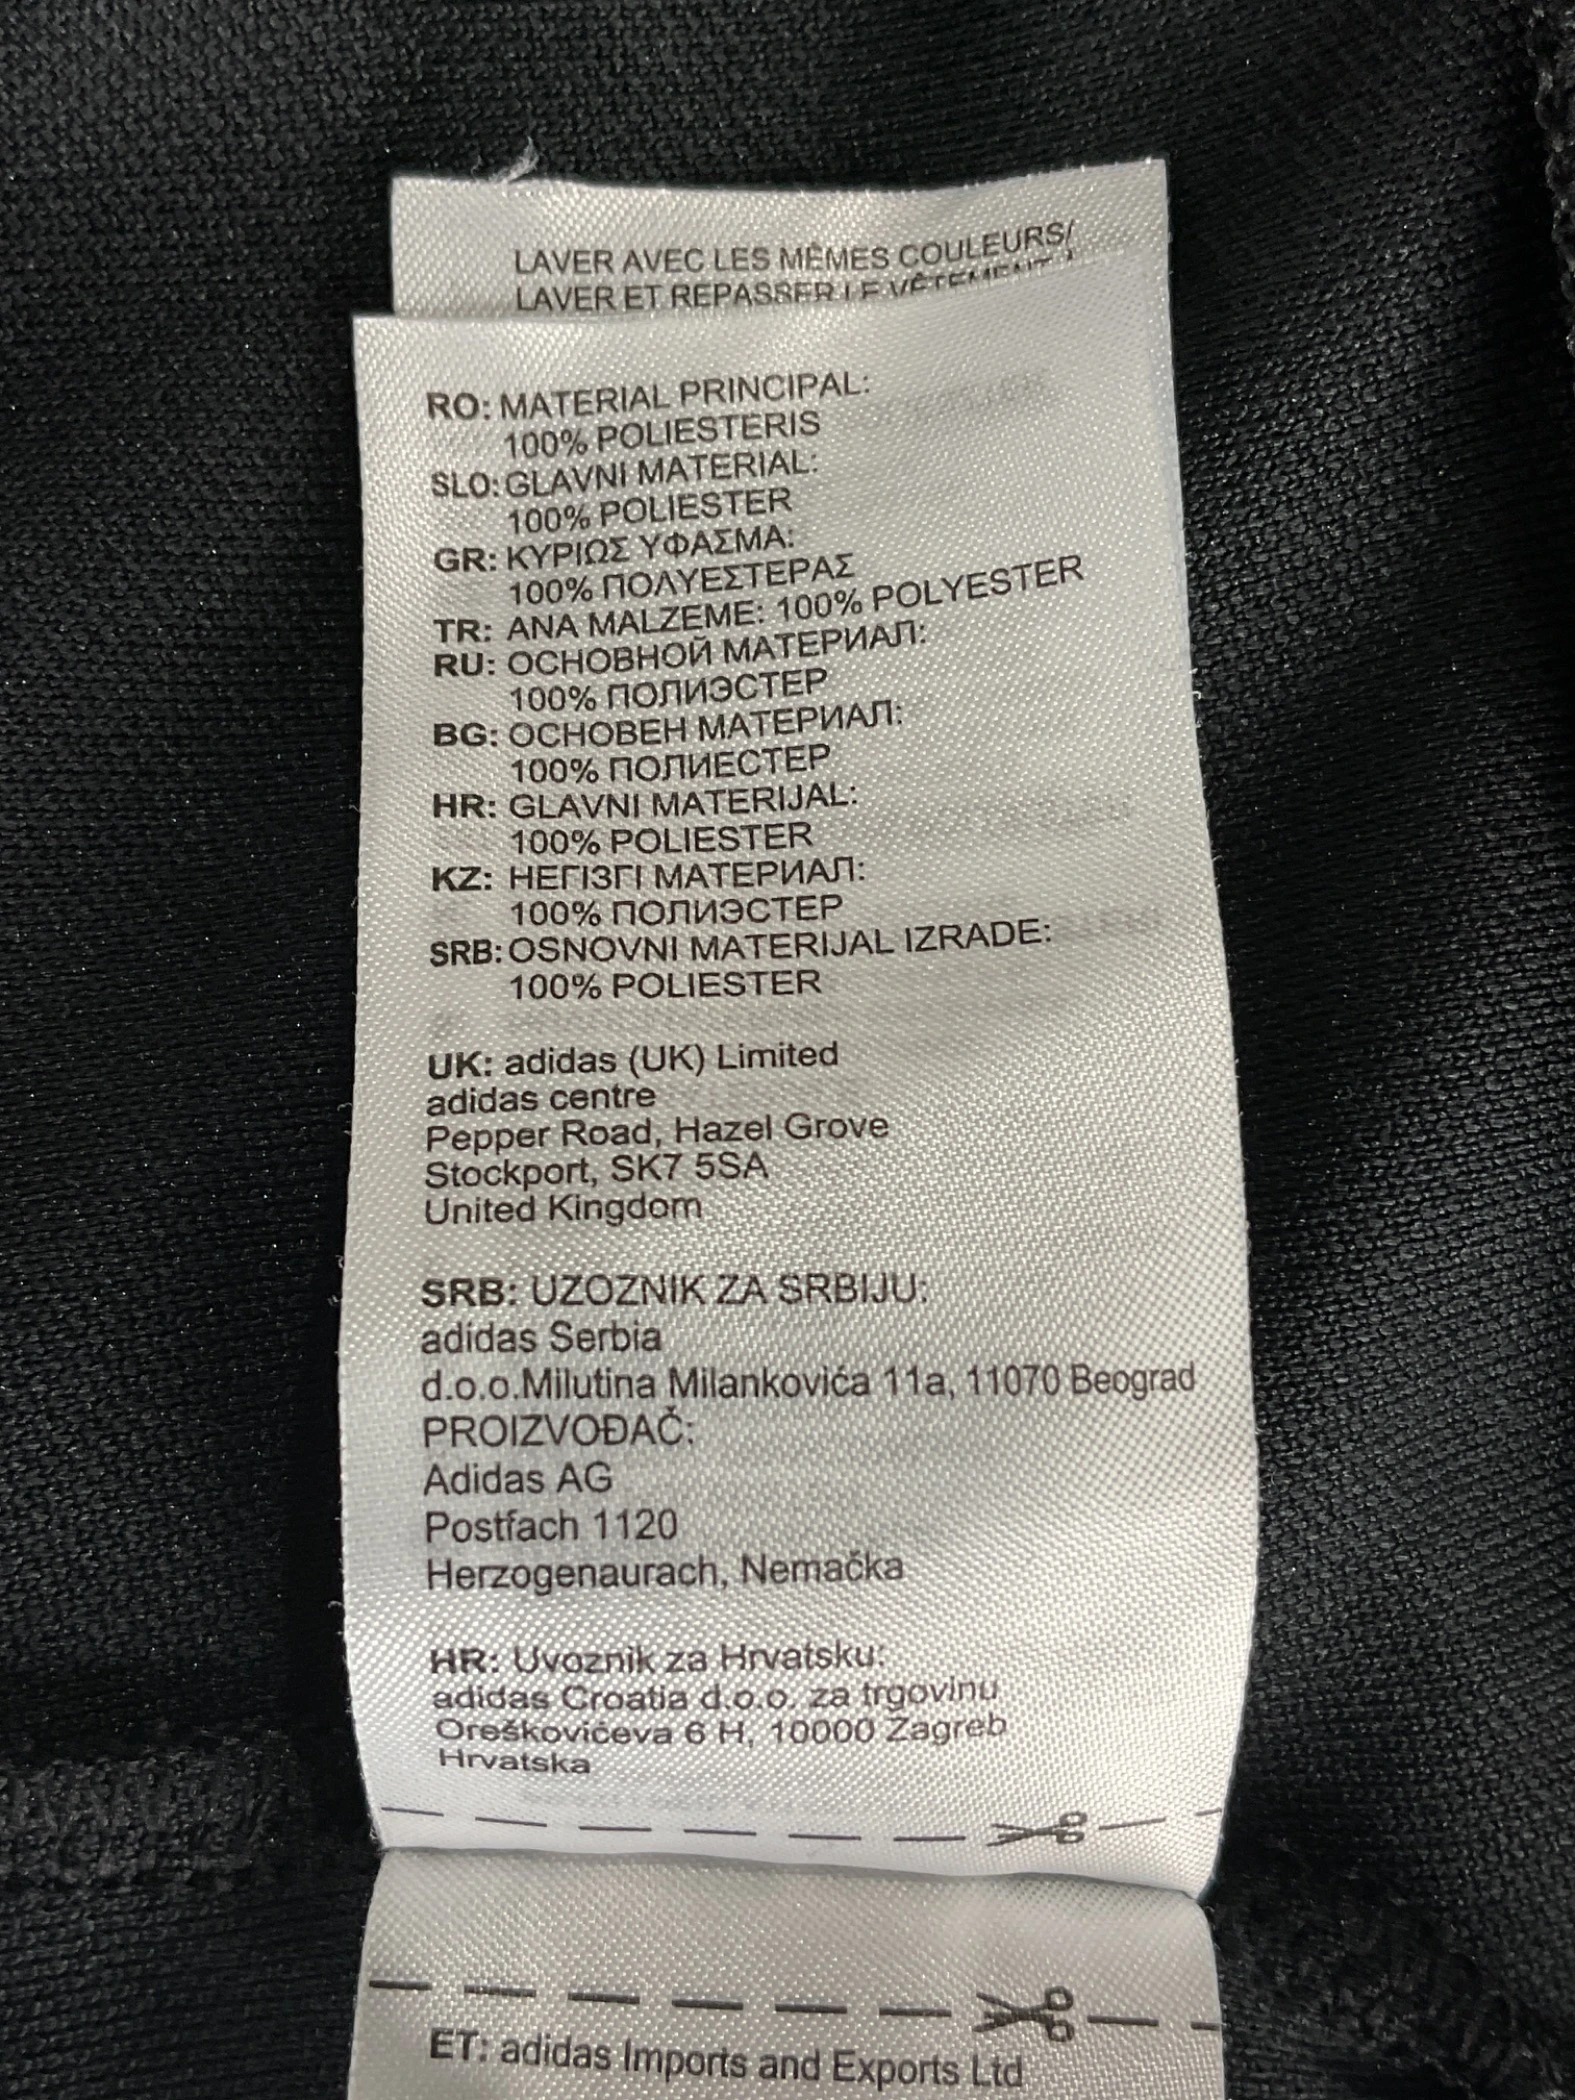 LAVER AVEC LES MÊMES COULEURS/
LAVER ET REPASSER LE VÊTEMENT
RO: MATERIAL PRINCIPAL:
100% POLIESTERIS
SLO: GLAVNI MATERIAL:
100% POLIESTER
GR: ΚΥΡΙΩΣ ΥΦΑΣΜΑ:
100% ΠΟΛΥΕΣΤΕΡΑΣ
TR: ANA MALZEME: 100% POLYESTER
RU: ОСНОВНОЙ МАТЕРИАЛ:
100% ПОЛИЭСТЕР
BG: ОСНОВЕН МАТЕРИАЛ:
100% ПОЛИЕСТЕР
HR: GLAVNI MATERIJAL:
100% POLIESTER
KZ: НЕГІЗГІ МАТЕРИАЛ:
100% ПОЛИЭСТЕР
SRB: OSNOVNI MATERIJAL IZRADE:
100% POLIESTER
UK: adidas (UK) Limited
adidas centre
Pepper Road, Hazel Grove
Stockport, SK7 5SA
United Kingdom
SRB: UZOZNIK ZA SRBIJU:
adidas Serbia
d.o.o.Milutina Milankovića 11a, 11070 Beograd
PROIZVOĐAČ:
Adidas AG
Postfach 1120
Herzogenaurach, Nemačka
HR: Uvoznik za Hrvatsku:
adidas Croatia d.o.o. za trgovinu
Oreškovićeva 6 H, 10000 Zagreb
Hrvatska
ET: adidas Imports and Exports Ltd